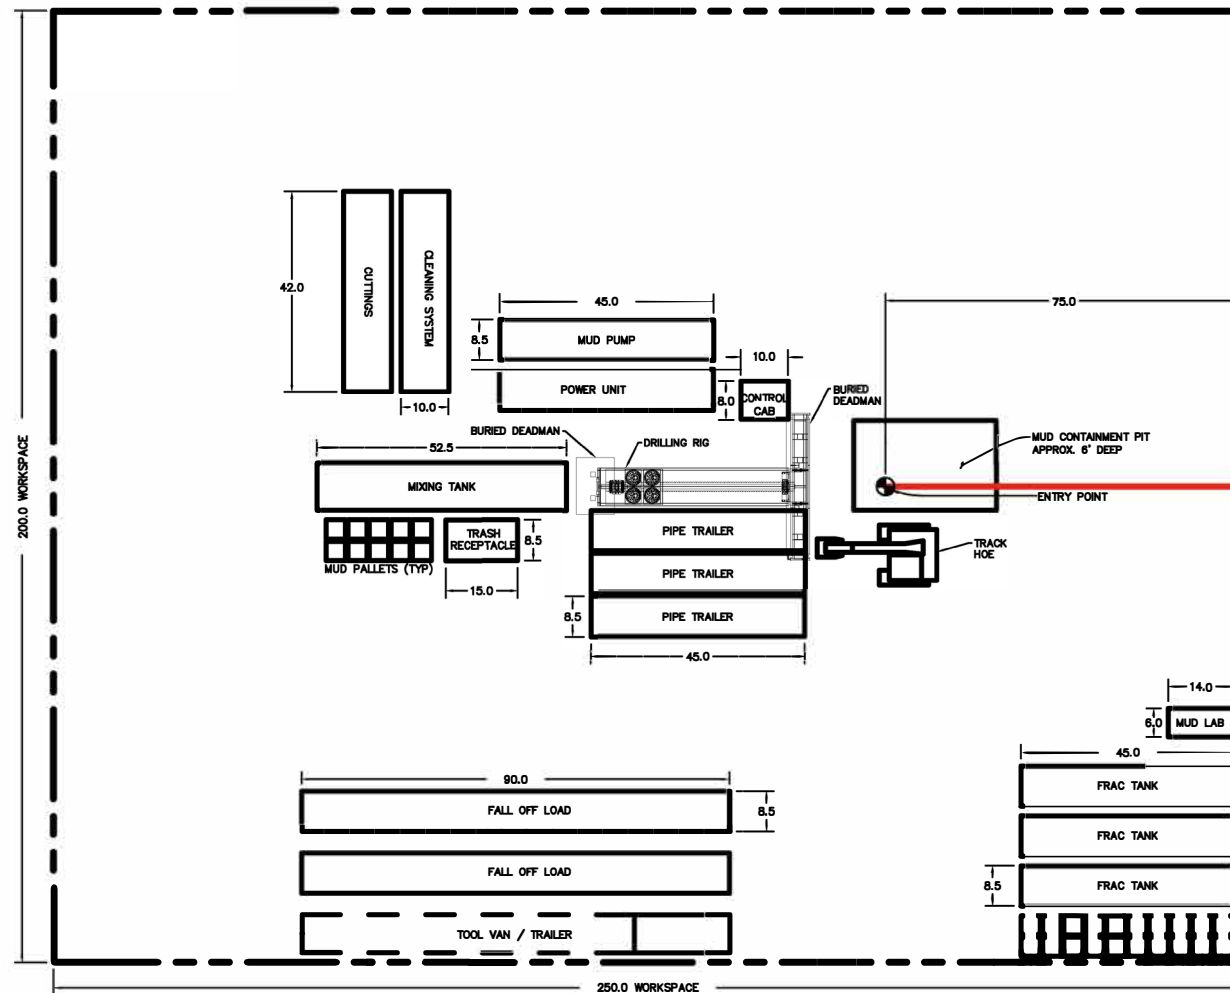 CUTTINGS
CLEANING SYSTEM
42.0
10.0
45.0
8.5
MUD PUMP
POWER UNIT
10.0
8.0
CONTROL
CAB
BURIED
DEADMAN
75.0
BURIED DEADMAN
DRILLING RIG
52.5
MIXING TANK
MUD CONTAINMENT PIT
APPROX. 6' DEEP
ENTRY POINT
200.0 WORKSPACE
TRASH
RECEPTACLE
8.5
MUD PALLETS (TYP)
15.0
PIPE TRAILER
PIPE TRAILER
PIPE TRAILER
8.5
45.0
TRACK
HOE
14.0
6.0
MUD LAB
45.0
FRAC TANK
FRAC TANK
FRAC TANK
8.5
90.0
FALL OFF LOAD
8.5
FALL OFF LOAD
TOOL VAN / TRAILER
250.0 WORKSPACE